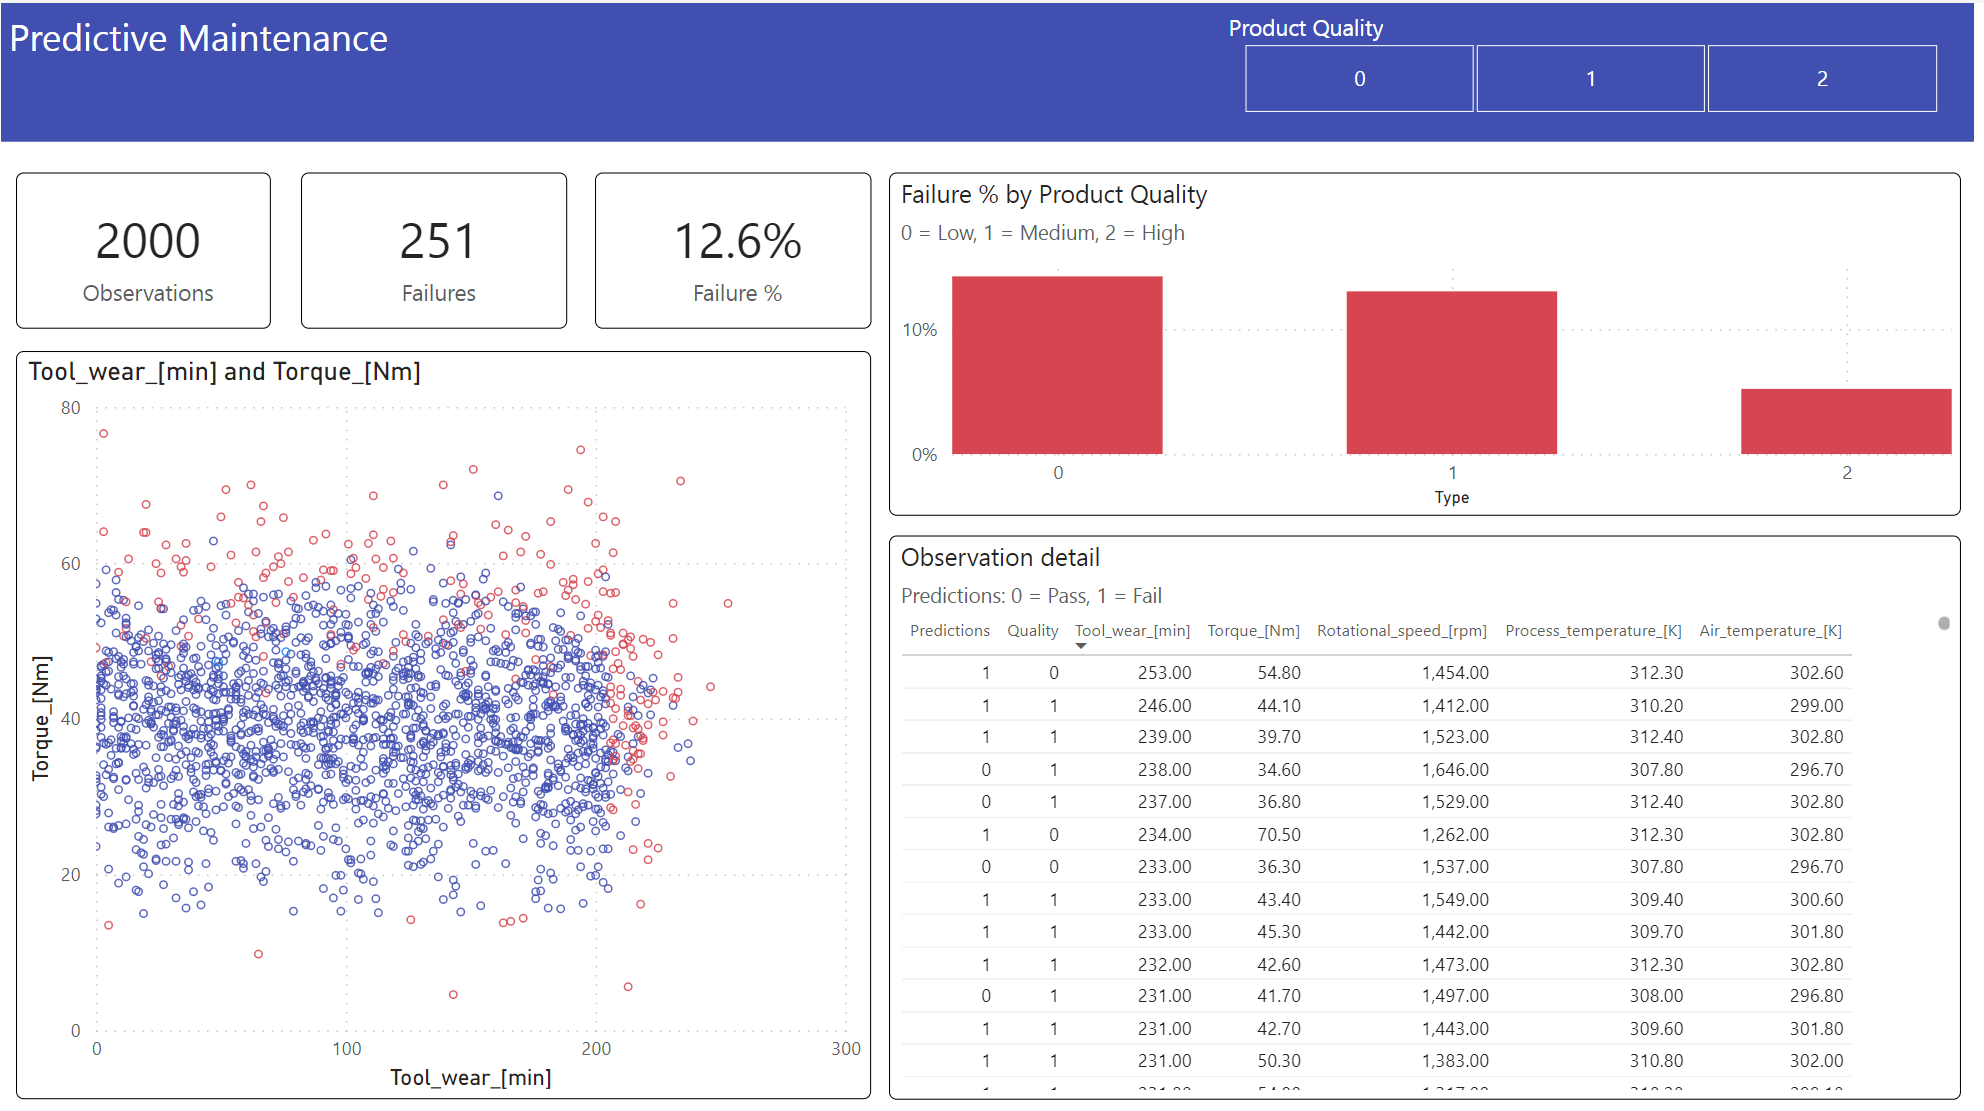 Predictive Maintenance
Product Quality
0 1 2
2000
Observations
251
Failures
12.6%
Failure %
Failure % by Product Quality
0 = Low, 1 = Medium, 2 = High
10%
0%
0 1 2
Type
Tool_wear_[min] and Torque_[Nm]
80
60
40
20
0
0 100 200 300
Torque_[Nm]
Tool_wear_[min]
Observation detail
Predictions: 0 = Pass, 1 = Fail
Predictions Quality Tool_wear_[min] Torque_[Nm] Rotational_speed_[rpm] Process_temperature_[K] Air_temperature_[K]
1 0 253.00 54.80 1,454.00 312.30 302.60
1 1 246.00 44.10 1,412.00 310.20 299.00
1 1 239.00 39.70 1,523.00 312.40 302.80
0 1 238.00 34.60 1,646.00 307.80 296.70
0 1 237.00 36.80 1,529.00 312.40 302.80
1 0 234.00 70.50 1,262.00 312.30 302.80
0 0 233.00 36.30 1,537.00 307.80 296.70
1 1 233.00 43.40 1,549.00 309.40 300.60
1 1 233.00 45.30 1,442.00 309.70 301.80
1 1 232.00 42.60 1,473.00 312.30 302.80
0 1 231.00 41.70 1,497.00 308.00 296.80
1 1 231.00 42.70 1,443.00 309.60 301.80
1 1 231.00 50.30 1,383.00 310.80 302.00